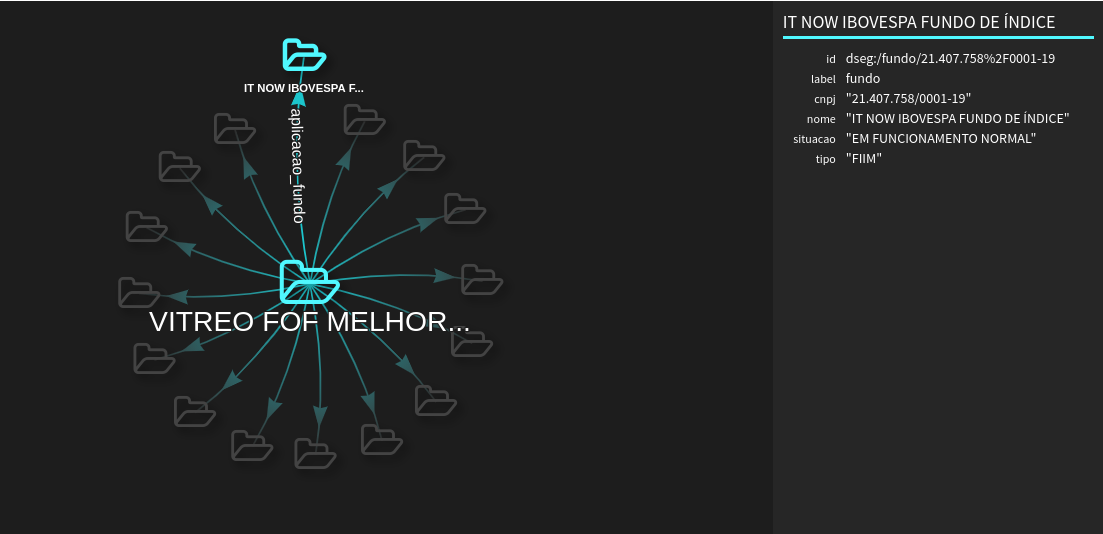 IT NOW IBOVESPA F...
aplicacao_fundo
VITREO FOF MELHOR...
IT NOW IBOVESPA FUNDO DE ÍNDICE
id dseg:/fundo/21.407.758%2F0001-19
label fundo
cnpj "21.407.758/0001-19"
nome "IT NOW IBOVESPA FUNDO DE ÍNDICE"
situacao "EM FUNCIONAMENTO NORMAL"
tipo "FIIM"